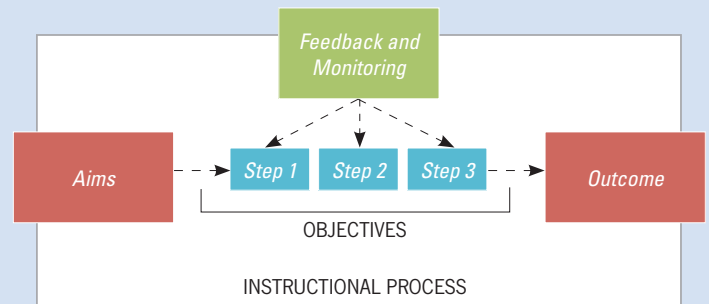 Feedback and
Monitoring
Aims
Step 1
Step 2
Step 3
Outcome
OBJECTIVES
INSTRUCTIONAL PROCESS